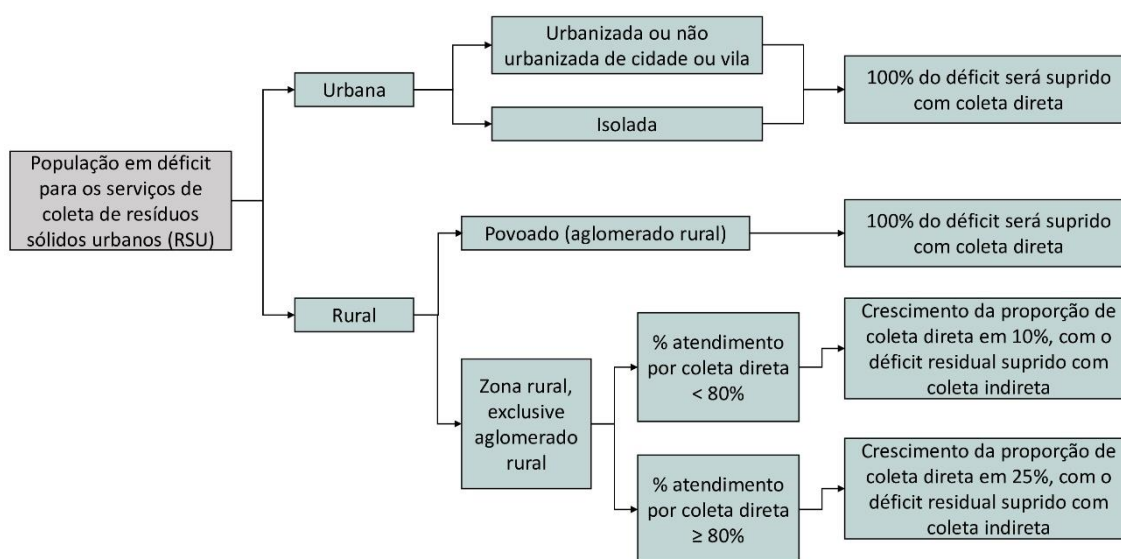 População em déficit
para os serviços de
coleta de resíduos
sólidos urbanos (RSU)
Urbana
Urbanizada ou não
urbanizada de cidade ou vila
Isolada
100% do déficit será suprido
com coleta direta
Rural
Povoado (aglomerado rural)
100% do déficit será suprido
com coleta direta
Zona rural,
exclusive
aglomerado
rural
% atendimento
por coleta direta
< 80%
Crescimento da proporção de
coleta direta em 10%, com o
déficit residual suprido com
coleta indireta
% atendimento
por coleta direta
≥ 80%
Crescimento da proporção de
coleta direta em 25%, com o
déficit residual suprido com
coleta indireta